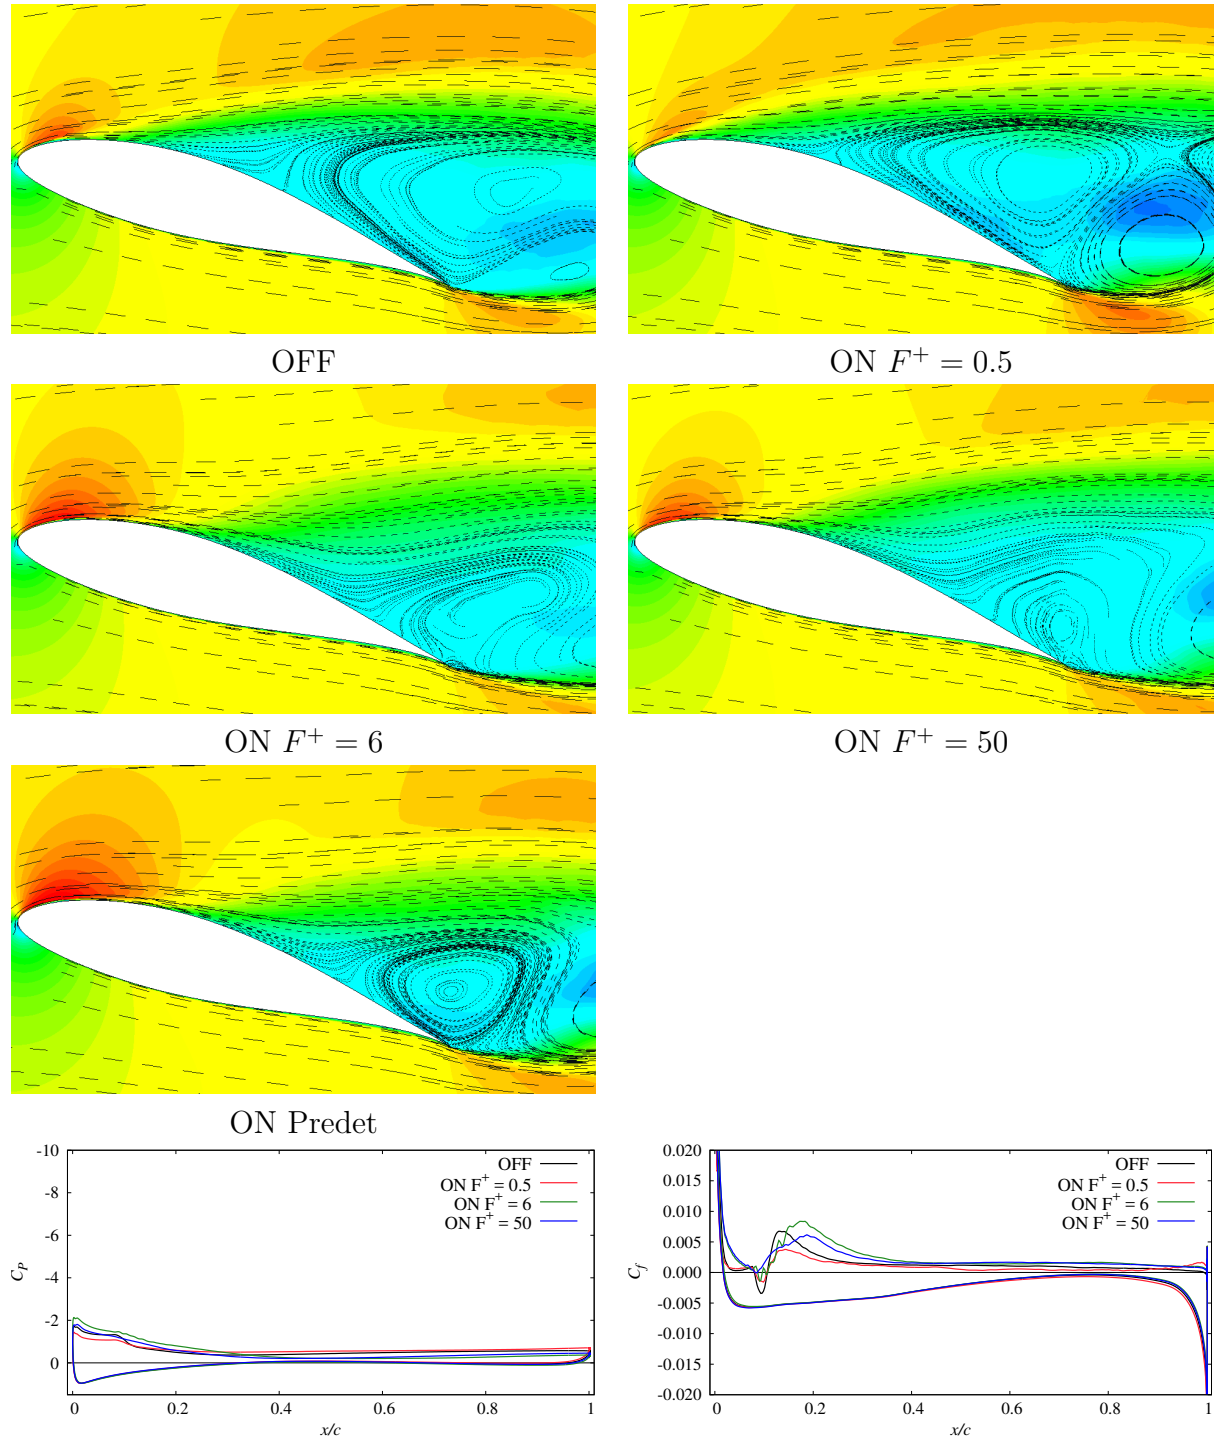 OFF
ON F⁺ = 0.5
ON F⁺ = 6
ON F⁺ = 50
ON Predet
-10
-8
-6
-4
-2
0
C_P
0 0.2 0.4 0.6 0.8 1
x/c
OFF
ON F⁺ = 0.5
ON F⁺ = 6
ON F⁺ = 50
0.020
0.015
0.010
0.005
0.000
-0.005
-0.010
-0.015
-0.020
C_f
0 0.2 0.4 0.6 0.8 1
x/c
OFF
ON F⁺ = 0.5
ON F⁺ = 6
ON F⁺ = 50